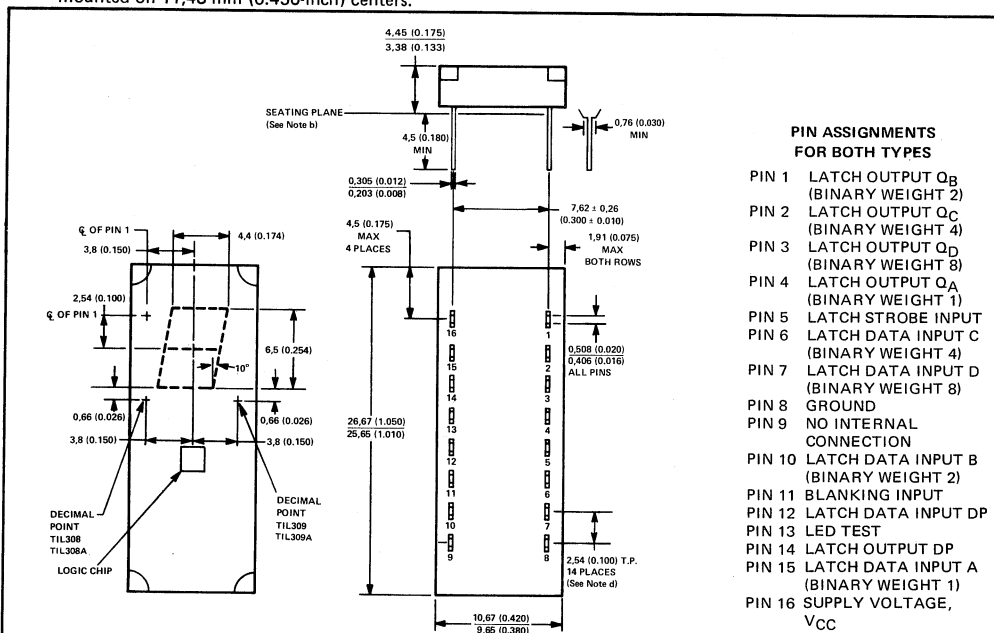 mounted on 11,43 mm (0.450-inch) centers.
4,45 (0.175)
3,38 (0.133)
SEATING PLANE
(See Note b)
4,5 (0.180)
MIN
0,76 (0.030)
MIN
0,305 (0.012)
0,203 (0.008)
7,62 ± 0,26
(0.300 ± 0.010)
4,5 (0.175)
MAX
4 PLACES
1,91 (0.075)
MAX
BOTH ROWS
℄ OF PIN 1
3,8 (0.150)
4,4 (0.174)
2,54 (0.100)
℄ OF PIN 1
6,5 (0.254)
10°
0,66 (0.026)
0,66 (0.026)
3,8 (0.150)
3,8 (0.150)
DECIMAL
POINT
TIL308
TIL308A
LOGIC CHIP
DECIMAL
POINT
TIL309
TIL309A
26,67 (1.050)
25,65 (1.010)
16 1
15 2
14 3
13 4
12 5
11 6
10 7
9 8
0,508 (0.020)
0,406 (0.016)
ALL PINS
2,54 (0.100) T.P.
14 PLACES
(See Note d)
10,67 (0.420)
9,65 (0.380)
PIN ASSIGNMENTS
FOR BOTH TYPES
PIN 1 LATCH OUTPUT QB
(BINARY WEIGHT 2)
PIN 2 LATCH OUTPUT QC
(BINARY WEIGHT 4)
PIN 3 LATCH OUTPUT QD
(BINARY WEIGHT 8)
PIN 4 LATCH OUTPUT QA
(BINARY WEIGHT 1)
PIN 5 LATCH STROBE INPUT
PIN 6 LATCH DATA INPUT C
(BINARY WEIGHT 4)
PIN 7 LATCH DATA INPUT D
(BINARY WEIGHT 8)
PIN 8 GROUND
PIN 9 NO INTERNAL
CONNECTION
PIN 10 LATCH DATA INPUT B
(BINARY WEIGHT 2)
PIN 11 BLANKING INPUT
PIN 12 LATCH DATA INPUT DP
PIN 13 LED TEST
PIN 14 LATCH OUTPUT DP
PIN 15 LATCH DATA INPUT A
(BINARY WEIGHT 1)
PIN 16 SUPPLY VOLTAGE,
VCC